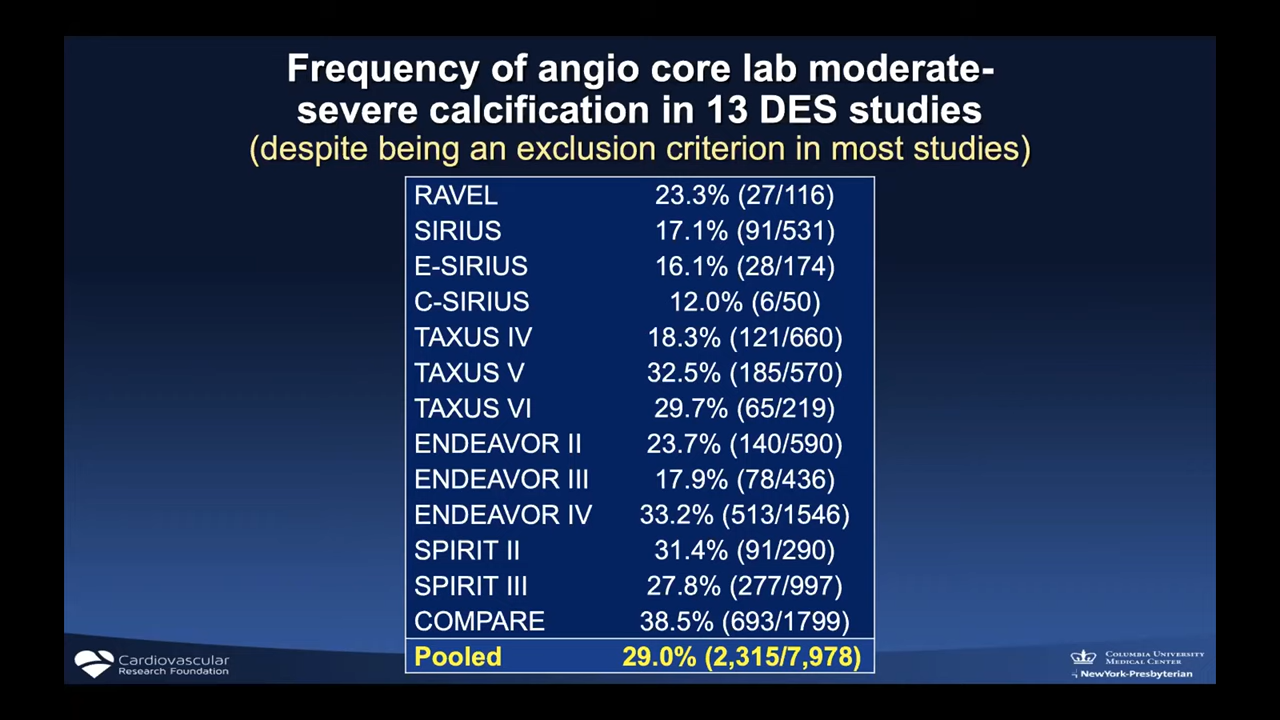 Frequency of angio core lab moderate-
severe calcification in 13 DES studies
(despite being an exclusion criterion in most studies)
RAVEL 23.3% (27/116)
SIRIUS 17.1% (91/531)
E-SIRIUS 16.1% (28/174)
C-SIRIUS 12.0% (6/50)
TAXUS IV 18.3% (121/660)
TAXUS V 32.5% (185/570)
TAXUS VI 29.7% (65/219)
ENDEAVOR II 23.7% (140/590)
ENDEAVOR III 17.9% (78/436)
ENDEAVOR IV 33.2% (513/1546)
SPIRIT II 31.4% (91/290)
SPIRIT III 27.8% (277/997)
COMPARE 38.5% (693/1799)
Pooled 29.0% (2,315/7,978)
Cardiovascular
Research Foundation
COLUMBIA UNIVERSITY
MEDICAL CENTER
NewYork-Presbyterian